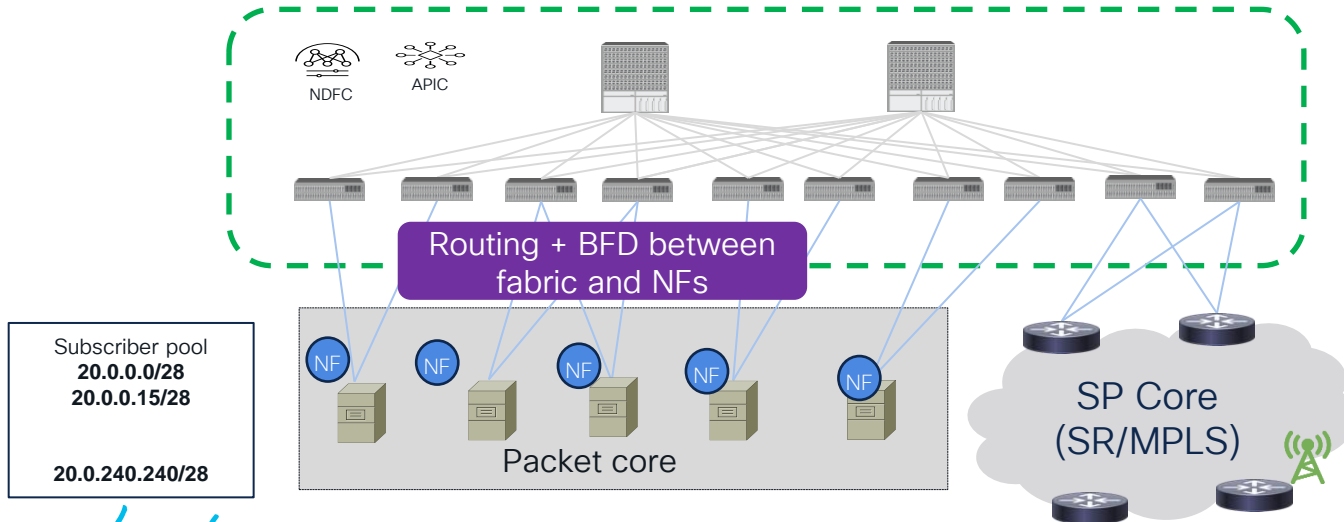 NDFC
APIC
Routing + BFD between
fabric and NFs
Subscriber pool
20.0.0.0/28
20.0.0.15/28
20.0.240.240/28
NF
NF
NF
NF
NF
Packet core
SP Core
(SR/MPLS)